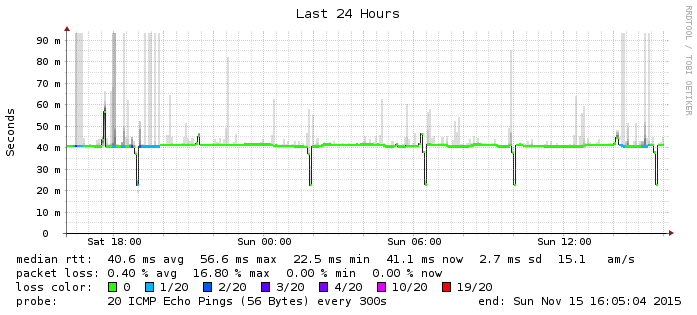 Last 24 Hours
RRDTOOL / TOBI OETIKER
Seconds
90 m
80 m
70 m
60 m
50 m
40 m
30 m
20 m
10 m
0
Sat 18:00 Sun 00:00 Sun 06:00 Sun 12:00
median rtt: 40.6 ms avg 56.6 ms max 22.5 ms min 41.1 ms now 2.7 ms sd 15.1 am/s
packet loss: 0.40 % avg 16.80 % max 0.00 % min 0.00 % now
loss color: 0 1/20 2/20 3/20 4/20 10/20 19/20
probe: 20 ICMP Echo Pings (56 Bytes) every 300s end: Sun Nov 15 16:05:04 2015